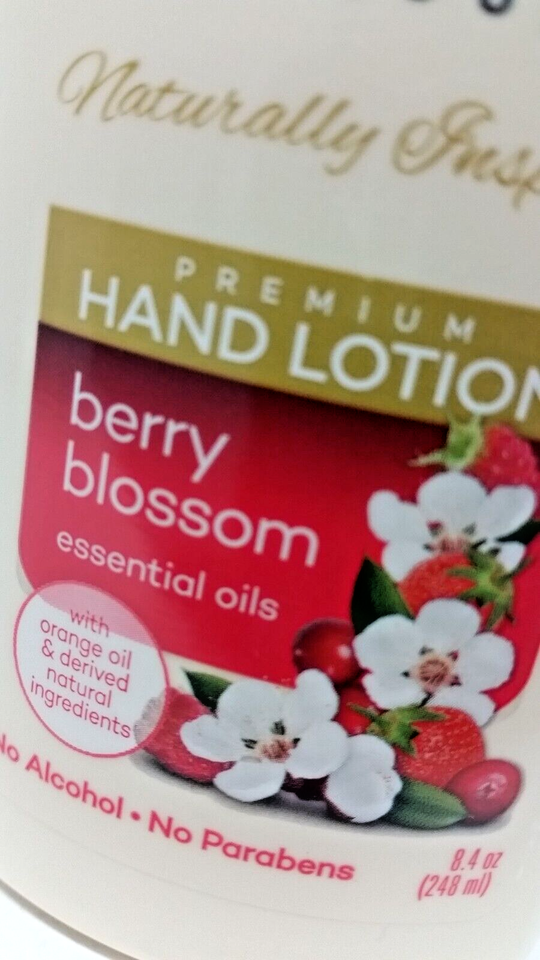 Naturally
PREMIUM
HAND LOTION
berry
blossom
essential oils
with
orange oil
& derived
natural
ingredients
No Alcohol • No Parabens
8.4 oz
(248 ml)